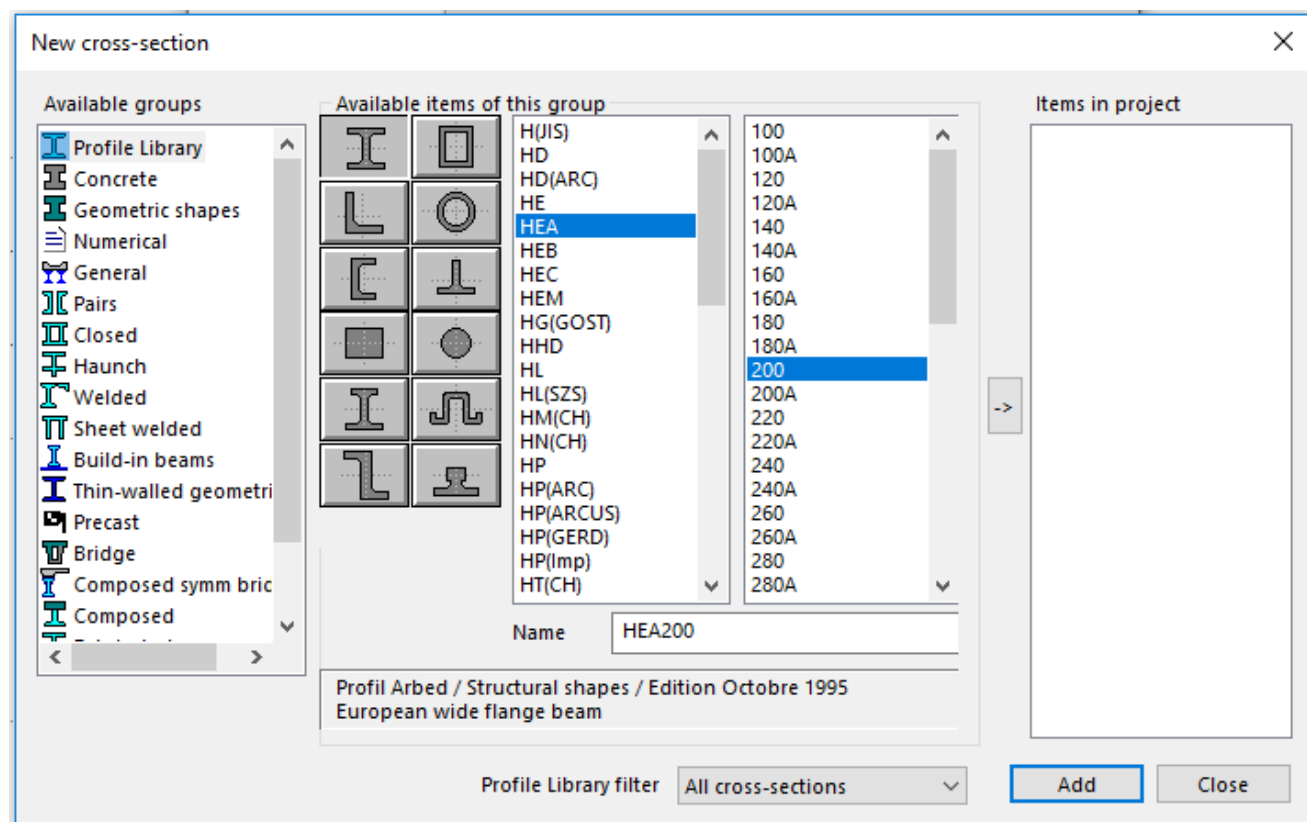 New cross-section
Available groups
Profile Library
Concrete
Geometric shapes
Numerical
General
Pairs
Closed
Haunch
Welded
Sheet welded
Build-in beams
Thin-walled geometri
Precast
Bridge
Composed symm bric
Composed
Available items of this group
H(JIS)
HD
HD(ARC)
HE
HEA
HEB
HEC
HEM
HG(GOST)
HHD
HL
HL(SZS)
HM(CH)
HN(CH)
HP
HP(ARC)
HP(ARCUS)
HP(GERD)
HP(Imp)
HT(CH)
100
100A
120
120A
140
140A
160
160A
180
180A
200
200A
220
220A
240
240A
260
260A
280
280A
Name HEA200
Profil Arbed / Structural shapes / Edition Octobre 1995
European wide flange beam
->
Items in project
Profile Library filter All cross-sections
Add Close